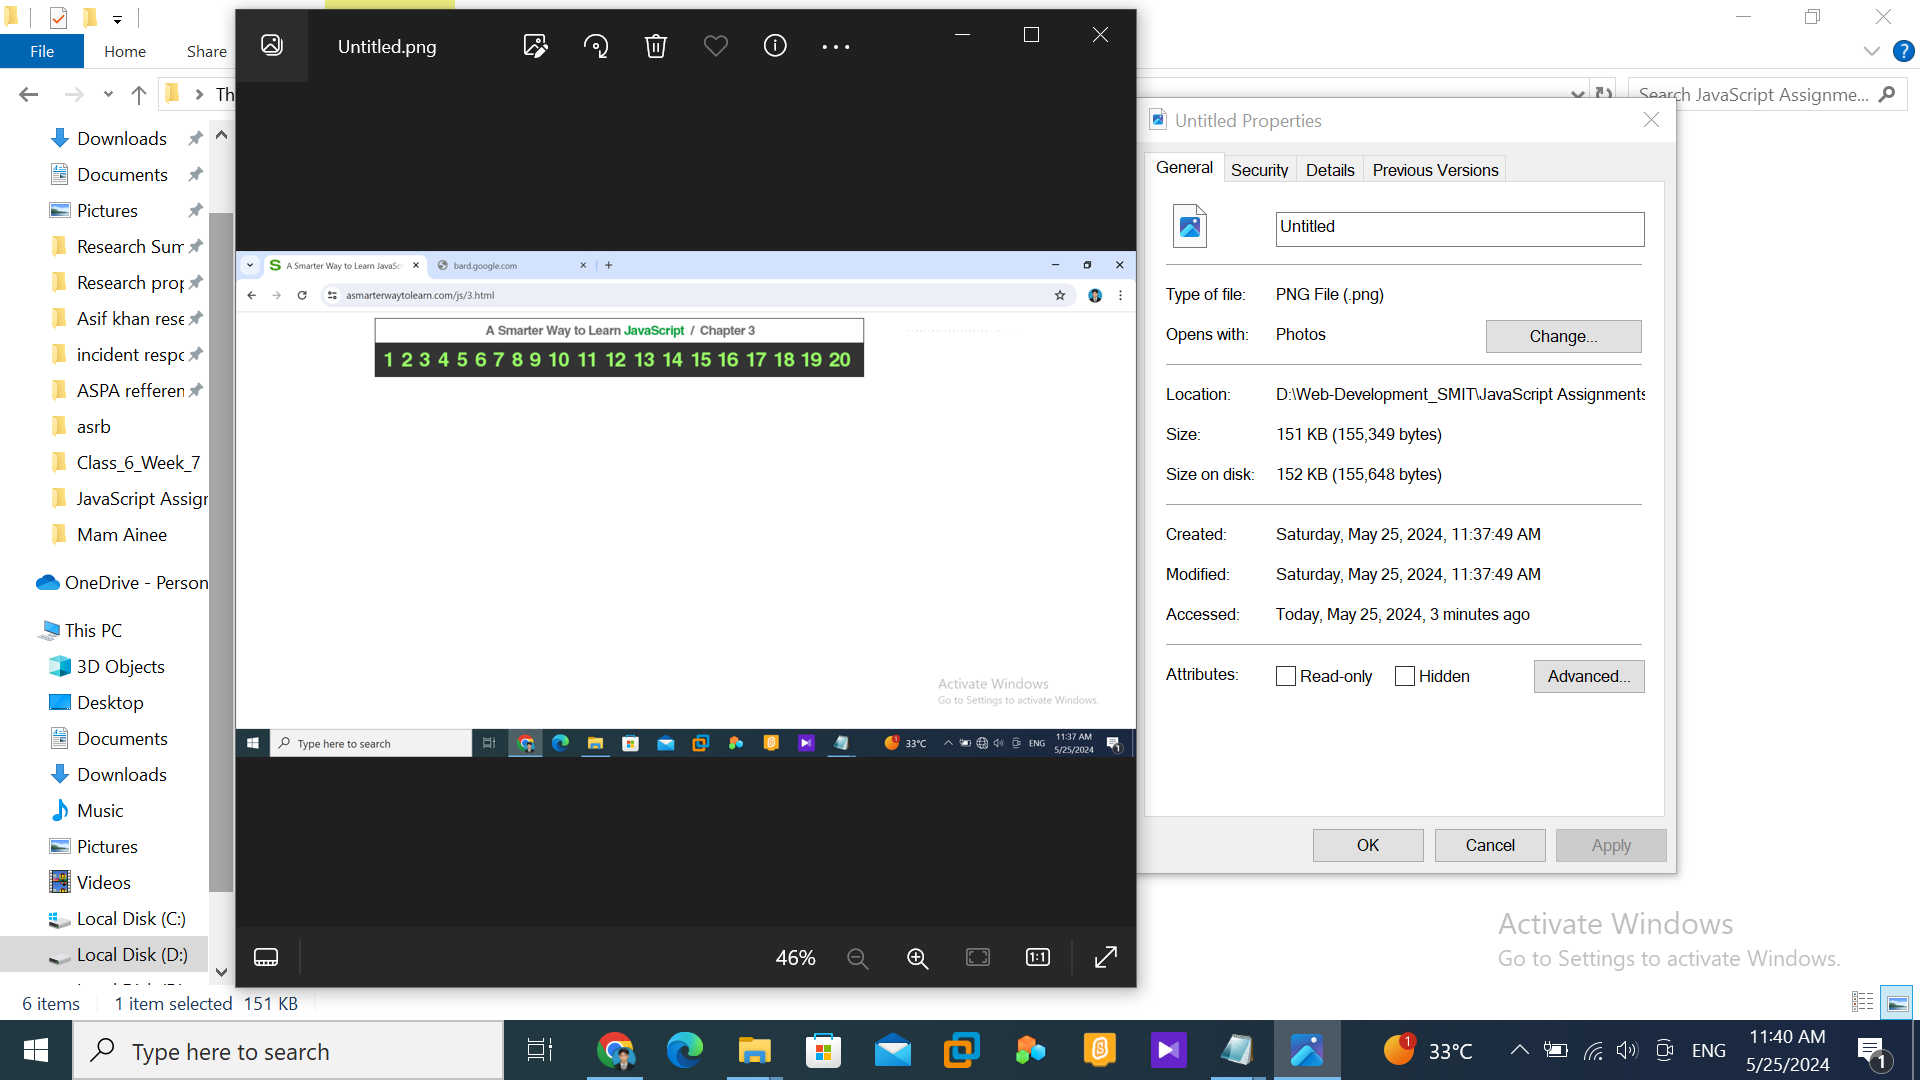 File
Home
Share
Th
Search JavaScript Assignme...
Downloads
Documents
Pictures
Research Sum
Research prop
Asif khan rese
incident respo
ASPA refferen
asrb
Class_6_Week_7
JavaScript Assigr
Mam Ainee
OneDrive - Person
This PC
3D Objects
Desktop
Documents
Downloads
Music
Pictures
Videos
Local Disk (C:)
Local Disk (D:)
6 items 1 item selected 151 KB
Untitled.png
A Smarter Way to Learn JavaSc
bard.google.com
asmarterwaytolearn.com/js/3.html
A Smarter Way to Learn JavaScript / Chapter 3
1 2 3 4 5 6 7 8 9 10 11 12 13 14 15 16 17 18 19 20
Activate Windows
Go to Settings to activate Windows.
Type here to search
33°C
ENG
11:37 AM
5/25/2024
1
46%
1:1
Untitled Properties
General Security Details Previous Versions
Untitled
Type of file: PNG File (.png)
Opens with: Photos Change...
Location: D:\Web-Development_SMIT\JavaScript Assignments
Size: 151 KB (155,349 bytes)
Size on disk: 152 KB (155,648 bytes)
Created: Saturday, May 25, 2024, 11:37:49 AM
Modified: Saturday, May 25, 2024, 11:37:49 AM
Accessed: Today, May 25, 2024, 3 minutes ago
Attributes: Read-only Hidden Advanced...
OK Cancel Apply
Activate Windows
Go to Settings to activate Windows.
Type here to search
1
33°C
ENG
11:40 AM
5/25/2024
1